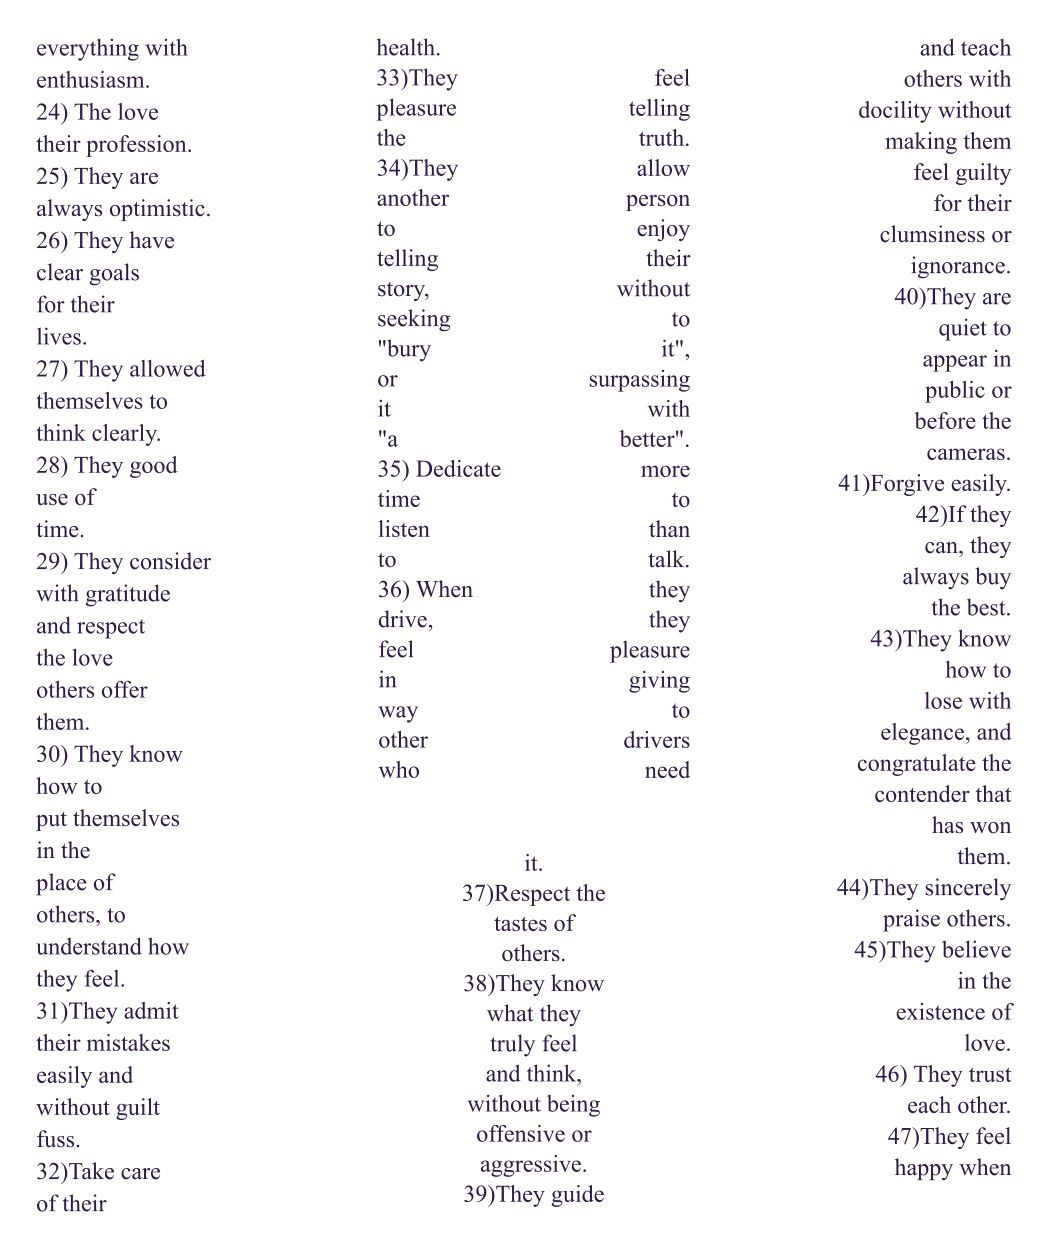 everything with
enthusiasm.
24) The love
their profession.
25) They are
always optimistic.
26) They have
clear goals
for their
lives.
27) They allowed
themselves to
think clearly.
28) They good
use of
time.
29) They consider
with gratitude
and respect
the love
others offer
them.
30) They know
how to
put themselves
in the
place of
others, to
understand how
they feel.
31)They admit
their mistakes
easily and
without guilt
fuss.
32)Take care
of their
health.
33)They feel
pleasure telling
the truth.
34)They allow
another person
to enjoy
telling their
story, without
seeking to
"bury it",
or surpassing
it with
"a better".
35) Dedicate more
time to
listen than
to talk.
36) When they
drive, they
feel pleasure
in giving
way to
other drivers
who need
it.
37)Respect the
tastes of
others.
38)They know
what they
truly feel
and think,
without being
offensive or
aggressive.
39)They guide
and teach
others with
docility without
making them
feel guilty
for their
clumsiness or
ignorance.
40)They are
quiet to
appear in
public or
before the
cameras.
41)Forgive easily.
42)If they
can, they
always buy
the best.
43)They know
how to
lose with
elegance, and
congratulate the
contender that
has won
them.
44)They sincerely
praise others.
45)They believe
in the
existence of
love.
46) They trust
each other.
47)They feel
happy when